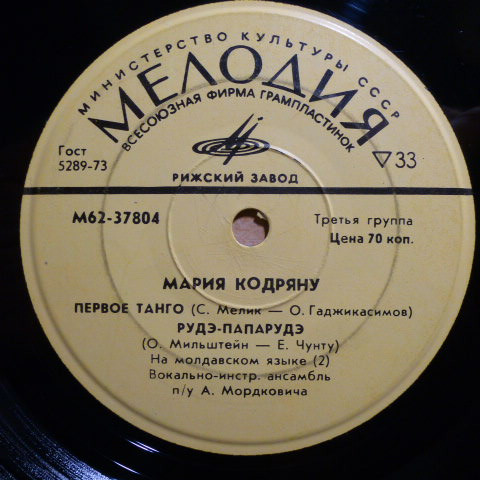 МИНИСТЕРСТВО КУЛЬТУРЫ СССР
МЕЛОДИЯ
ВСЕСОЮЗНАЯ ФИРМА ГРАМПЛАСТИНОК
Гост
5289-73
33
РИЖСКИЙ ЗАВОД
М62-37804
Третья группа
Цена 70 коп.
МАРИЯ КОДРЯНУ
ПЕРВОЕ ТАНГО (С. Мелик — О. Гаджикасимов)
РУДЭ-ПАПАРУДЭ
(О. Мильштейн — Е. Чунту)
На молдавском языке (2)
Вокально-инстр. ансамбль
п/у А. Мордковича